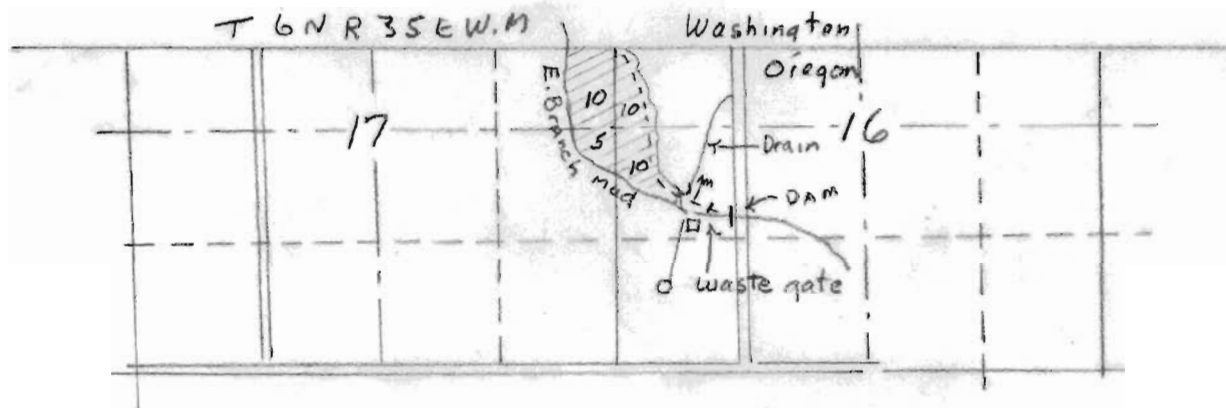 T 6 N R 35 E W.M
Washington
Oregon
E. Branch Mud
10
10
17
5
10
Drain
16
m
DAM
Waste gate